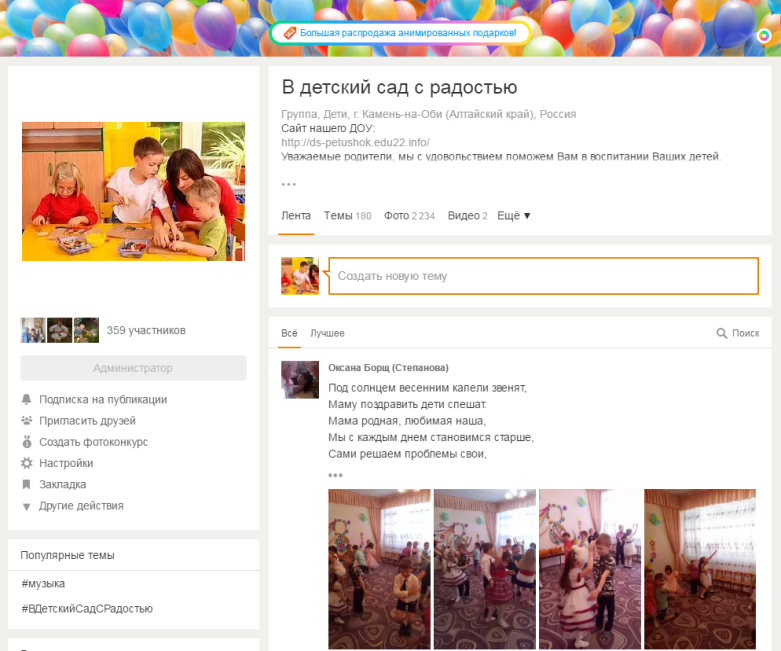 Большая распродажа анимированных подарков!
В детский сад с радостью
Группа, Дети, г. Камень-на-Оби (Алтайский край), Россия
Сайт нашего ДОУ:
http://ds-petushok.edu22.info/
Уважаемые родители, мы с удовольствием поможем Вам в воспитании Ваших детей.
Лента Темы 180 Фото 2 234 Видео 2 Ещё ▼
Создать новую тему
359 участников
Администратор
Подписка на публикации
Пригласить друзей
Создать фотоконкурс
Настройки
Закладка
Другие действия
Популярные темы
#музыка
#ВДетскийСадСРадостью
Всё Лучшее Поиск
Оксана Борщ (Степанова)
Под солнцем весенним капели звенят,
Маму поздравить дети спешат.
Мама родная, любимая наша,
Мы с каждым днем становимся старше,
Сами решаем проблемы свои,